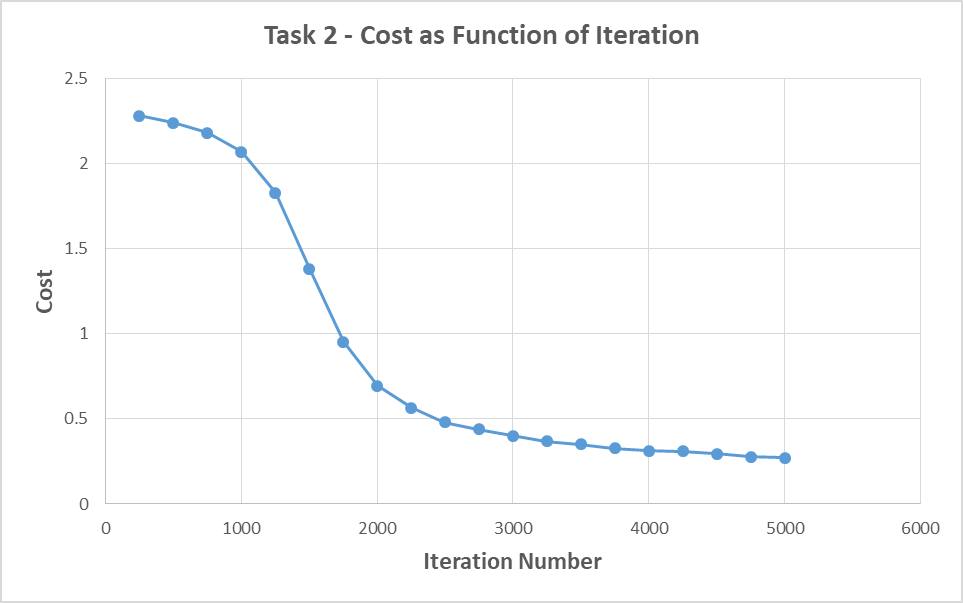 Task 2 - Cost as Function of Iteration
2.5
2
1.5
1
0.5
0
Cost
0 1000 2000 3000 4000 5000 6000
Iteration Number